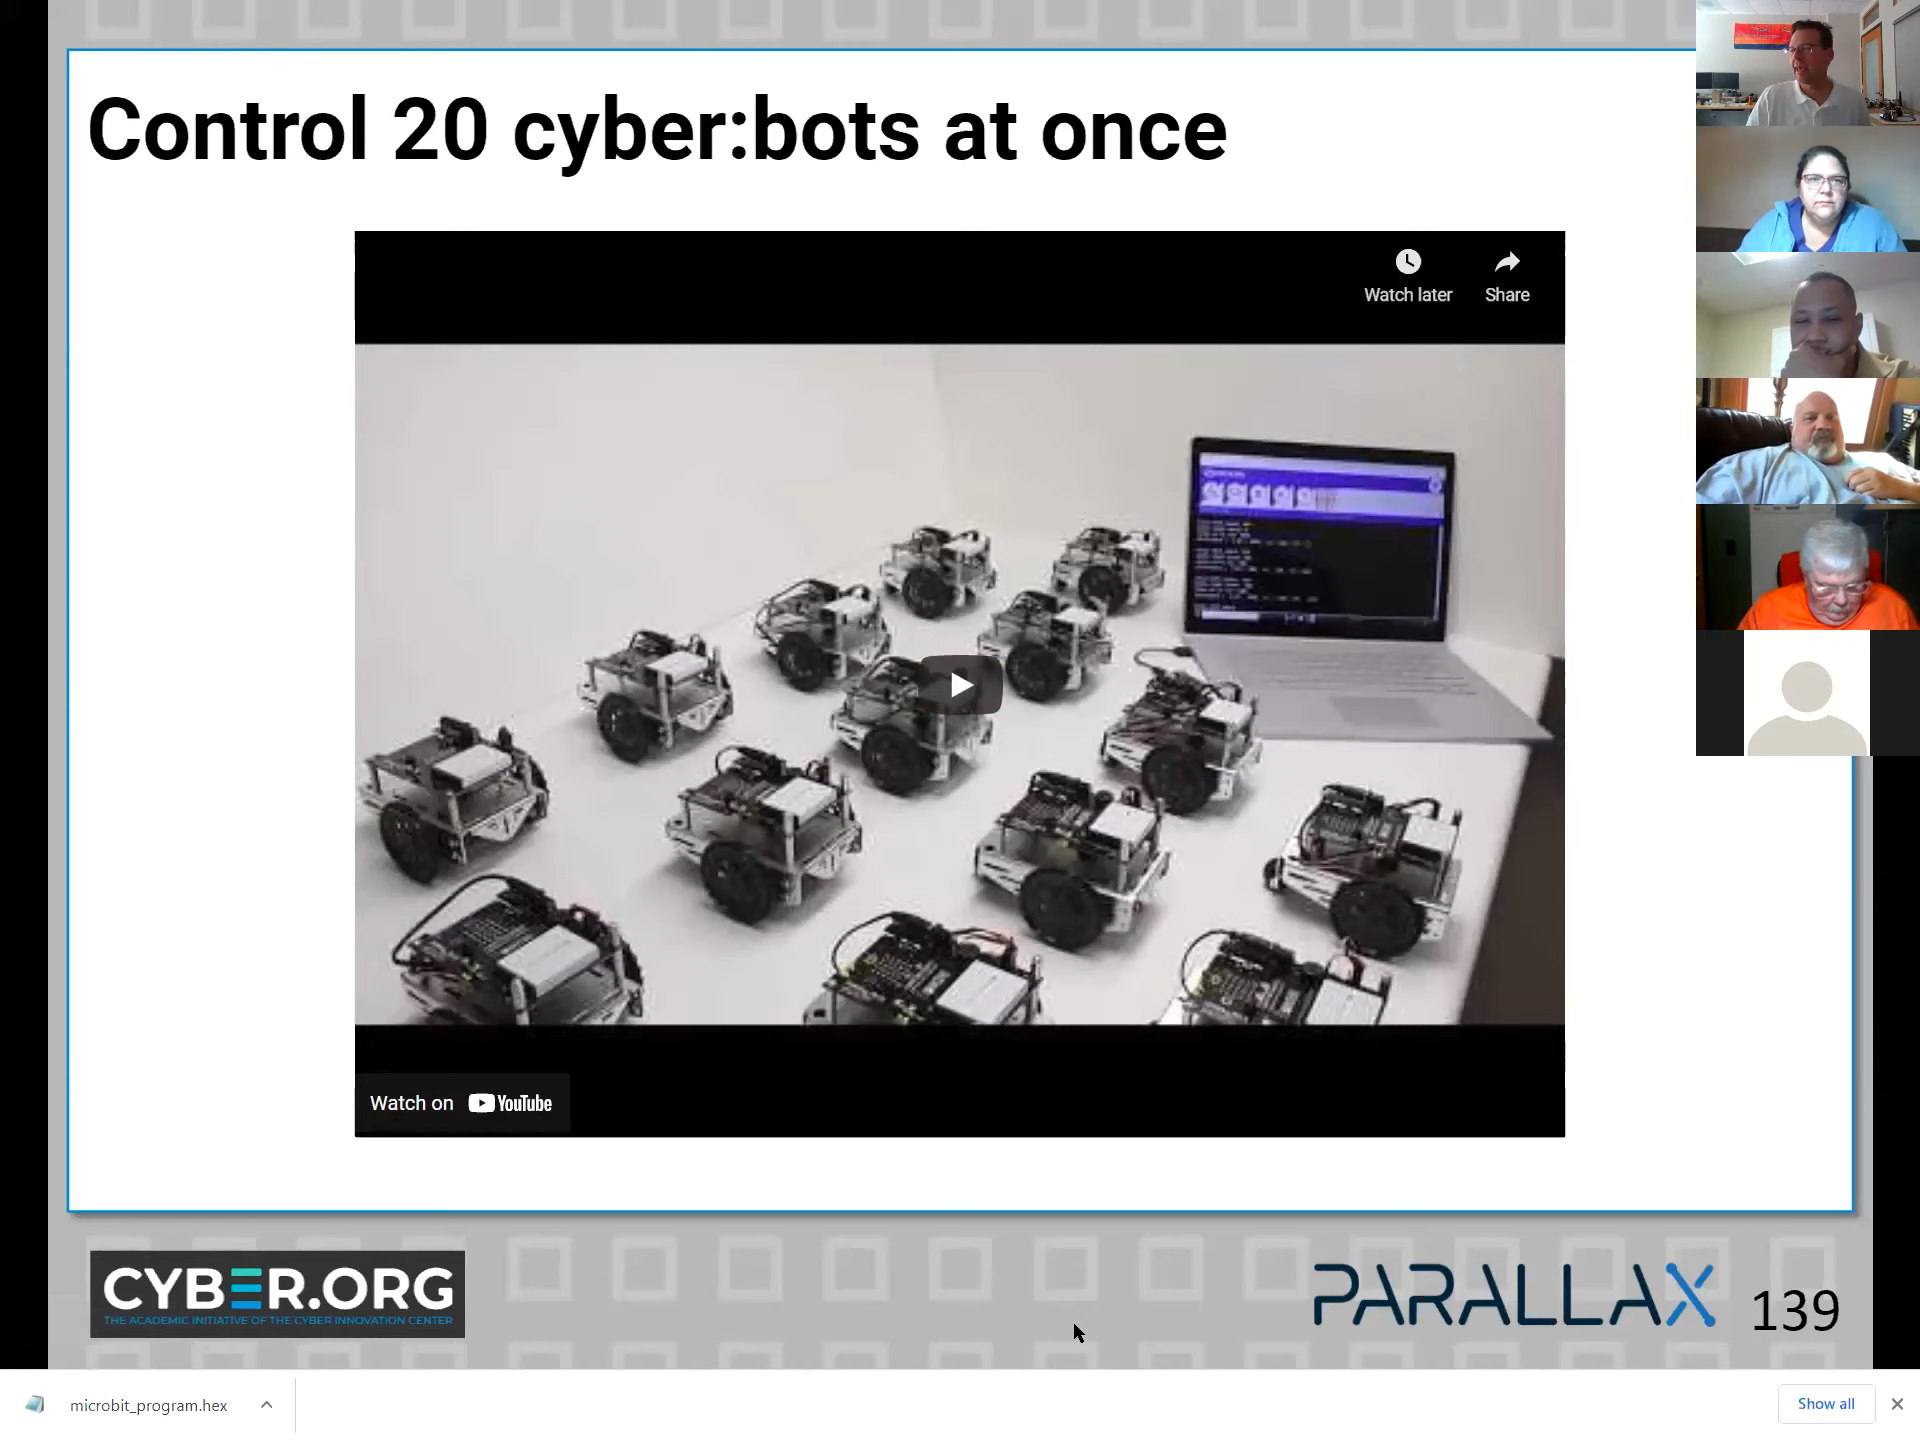 Control 20 cyber:bots at once
Watch later
Share
Watch on YouTube
CYBER.ORG
THE ACADEMIC INITIATIVE OF THE CYBER INNOVATION CENTER
PARALLAX
139
microbit_program.hex
Show all